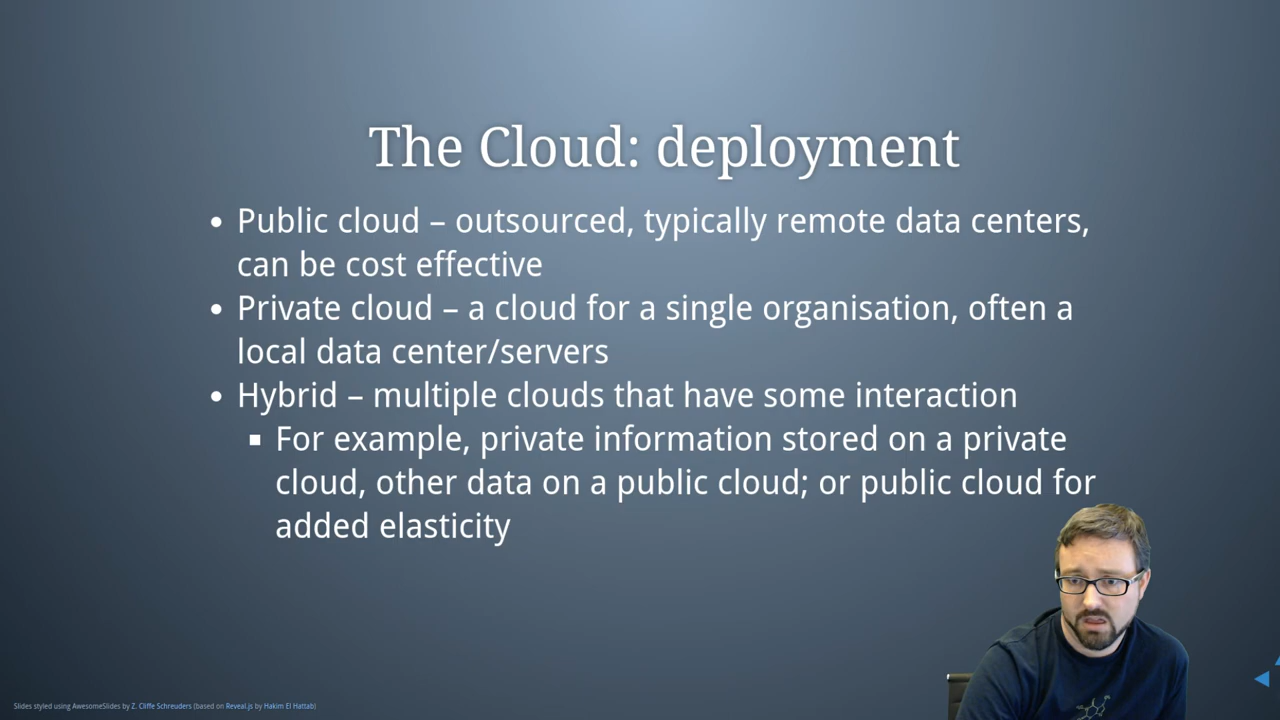 The Cloud: deployment
• Public cloud – outsourced, typically remote data centers,
can be cost effective
• Private cloud – a cloud for a single organisation, often a
local data center/servers
• Hybrid – multiple clouds that have some interaction
▪ For example, private information stored on a private
cloud, other data on a public cloud; or public cloud for
added elasticity
Slides styled using AwesomeSlides by Z. Cliffe Schreuders (based on Reveal.js by Hakim El Hattab)